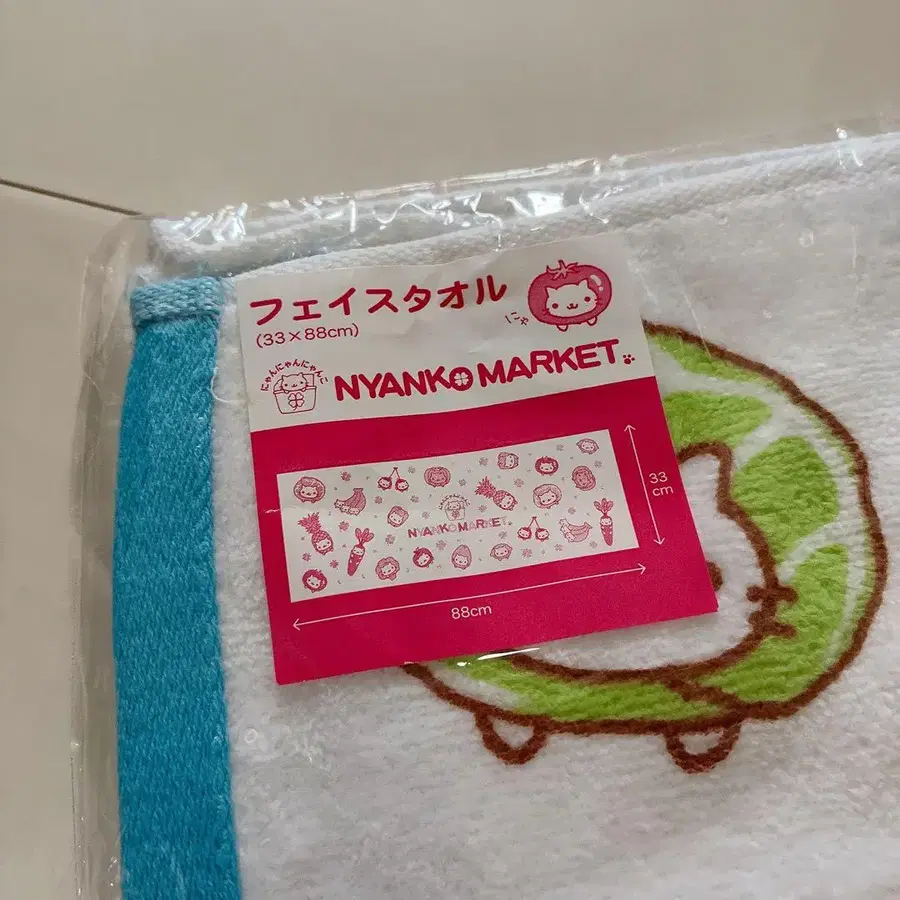 フェイスタオル
(33×88cm)
にゃ
にゃんにゃんにゃんこ
NYANKO MARKET
NYANKO MARKET
33
cm
88cm